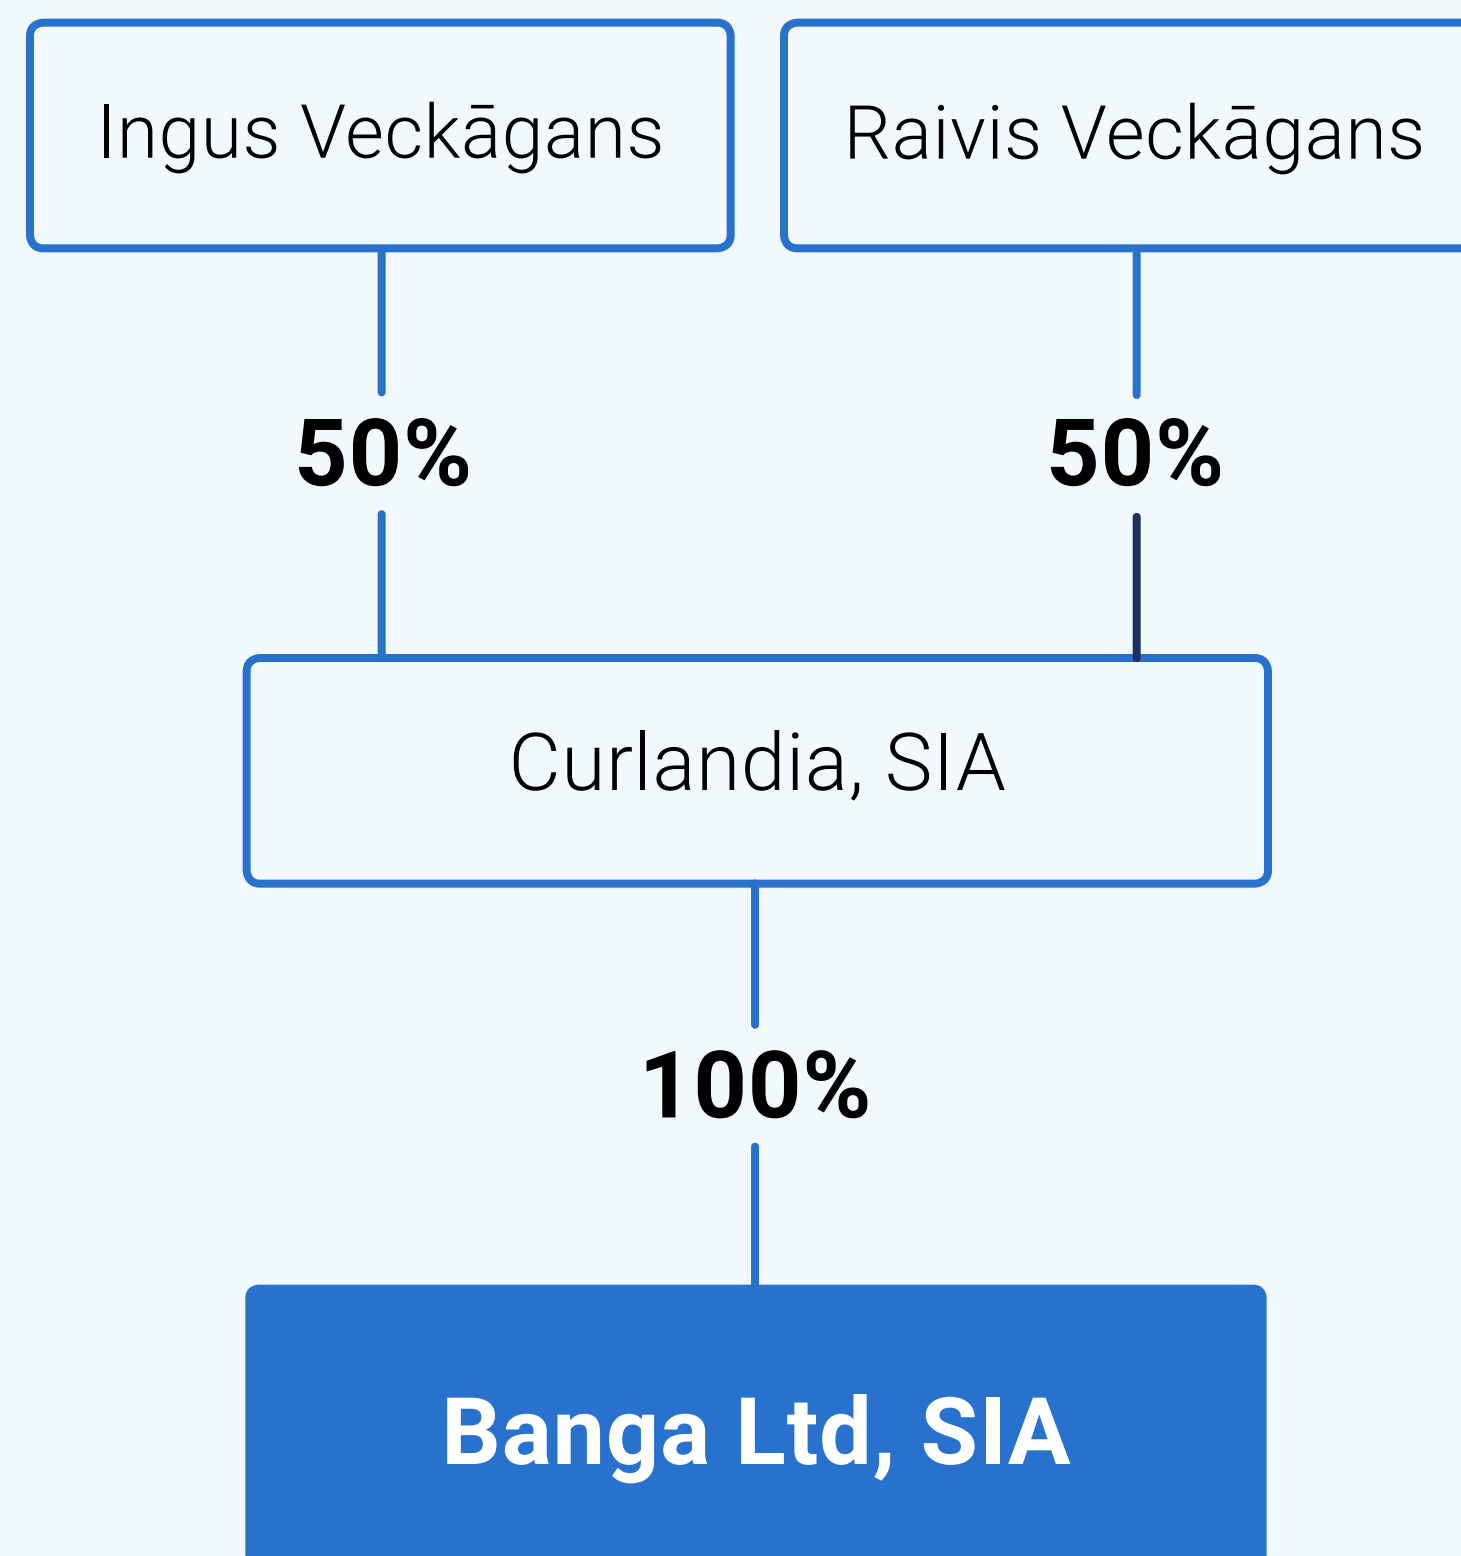 Ingus Veckāgans
Raivis Veckāgans
50%
50%
Curlandia, SIA
100%
Banga Ltd, SIA